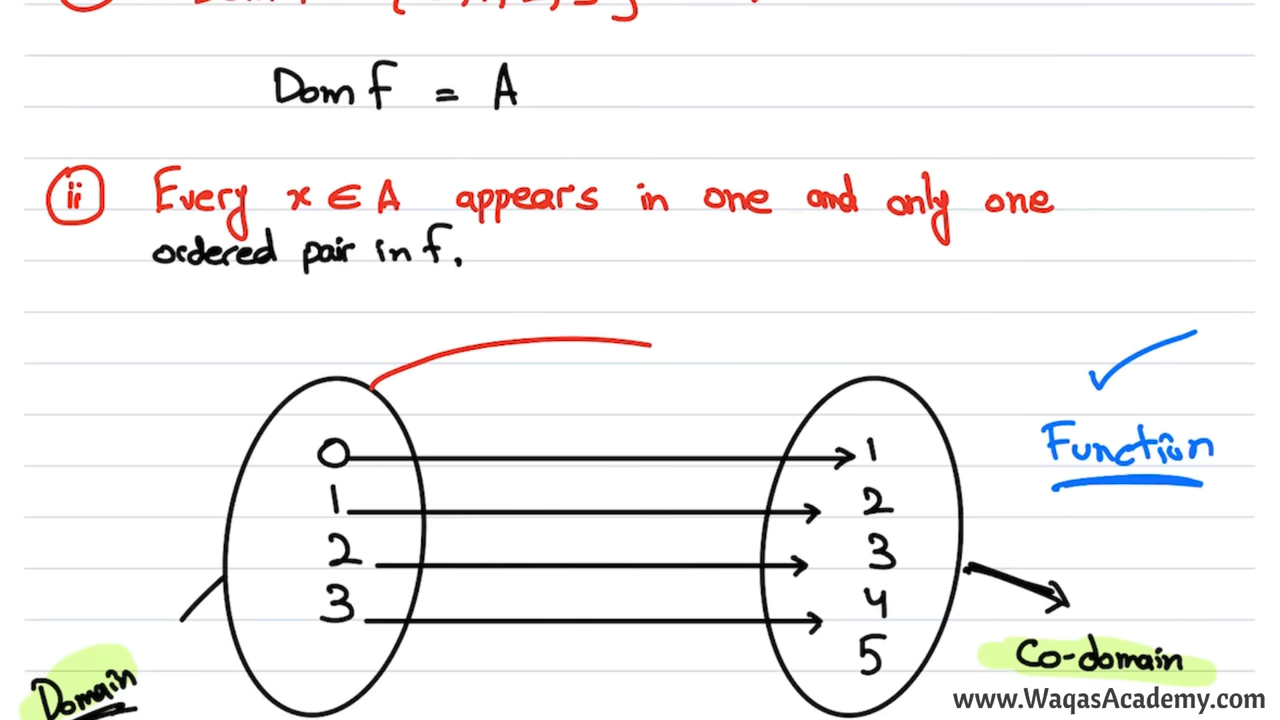 Dom f = A
ii Every x ∈ A appears in one and only one
ordered pair in f.
Function
0 1
1 2
2 3
3 4
5
Domain
Co-domain
www.WaqasAcademy.com